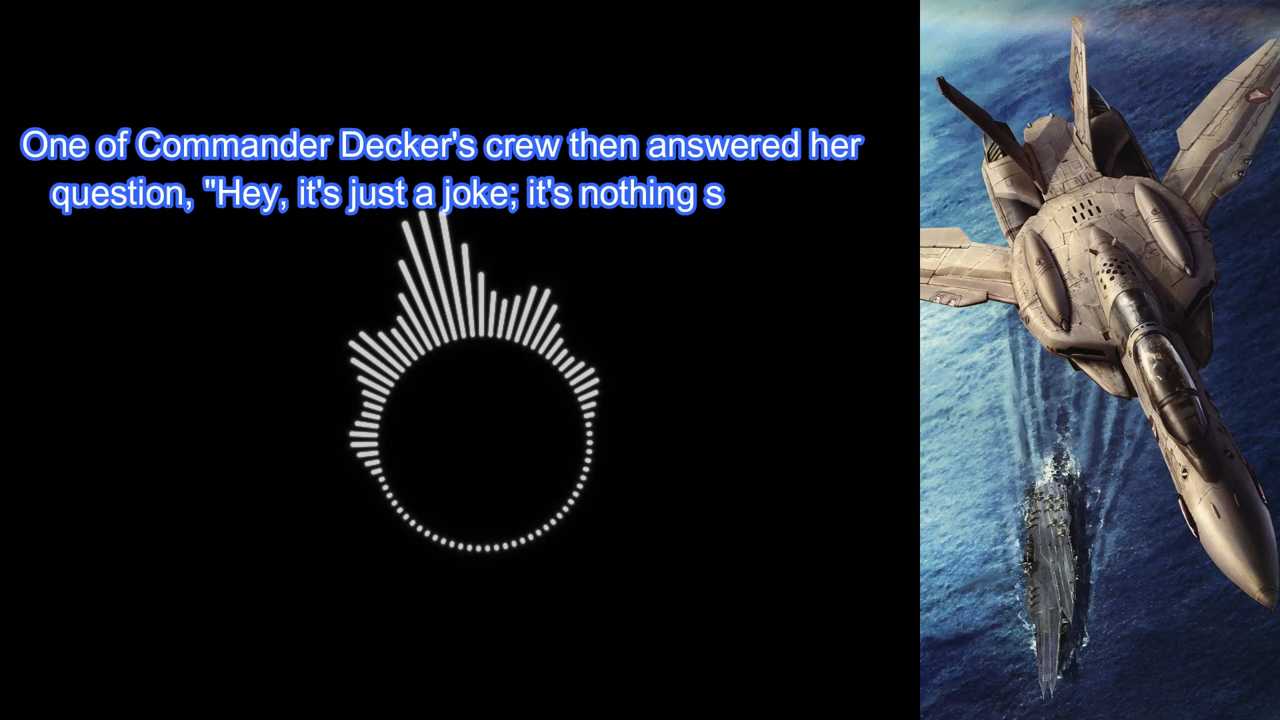 One of Commander Decker's crew then answered her
question, "Hey, it's just a joke; it's nothing s